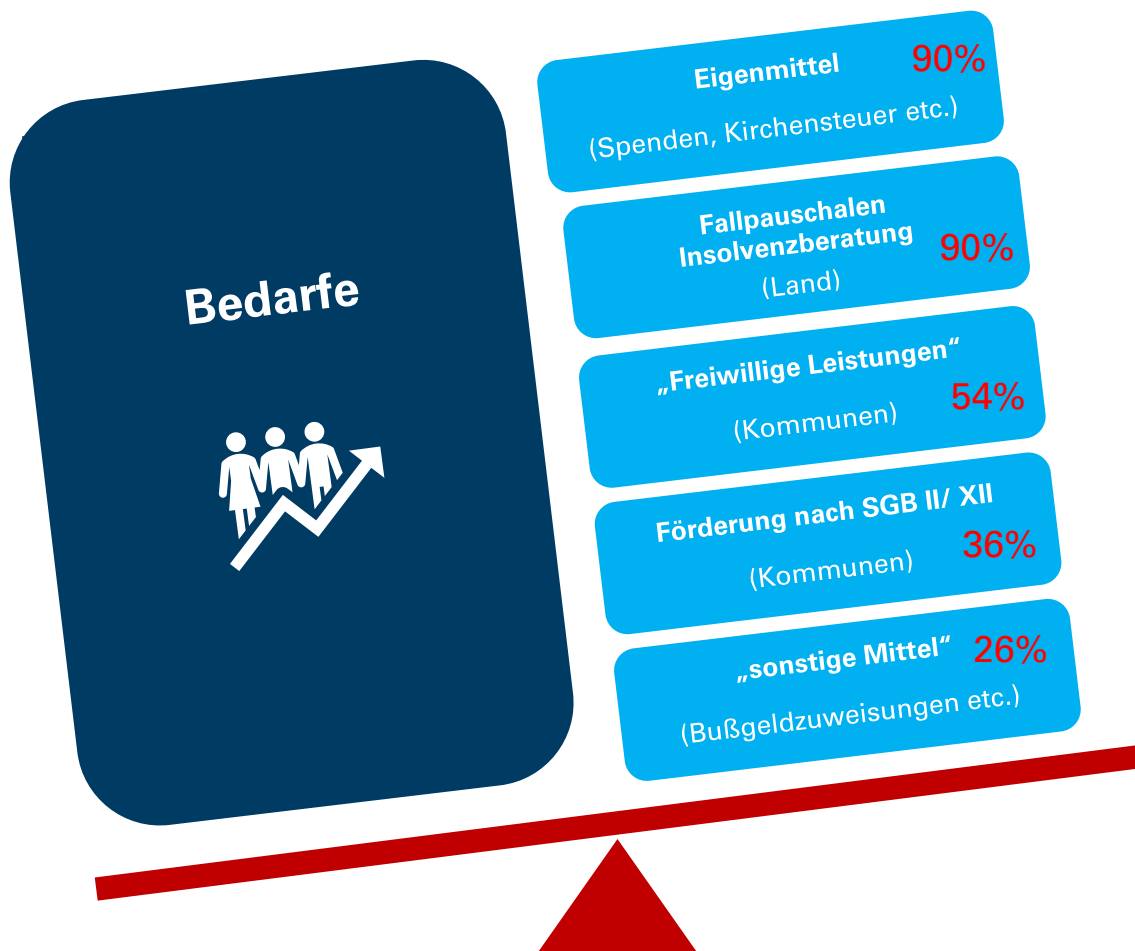 Bedarfe
Eigenmittel 90%
(Spenden, Kirchensteuer etc.)
Fallpauschalen
Insolvenzberatung 90%
(Land)
„Freiwillige Leistungen“
(Kommunen) 54%
Förderung nach SGB II/ XII
(Kommunen) 36%
„sonstige Mittel“ 26%
(Bußgeldzuweisungen etc.)